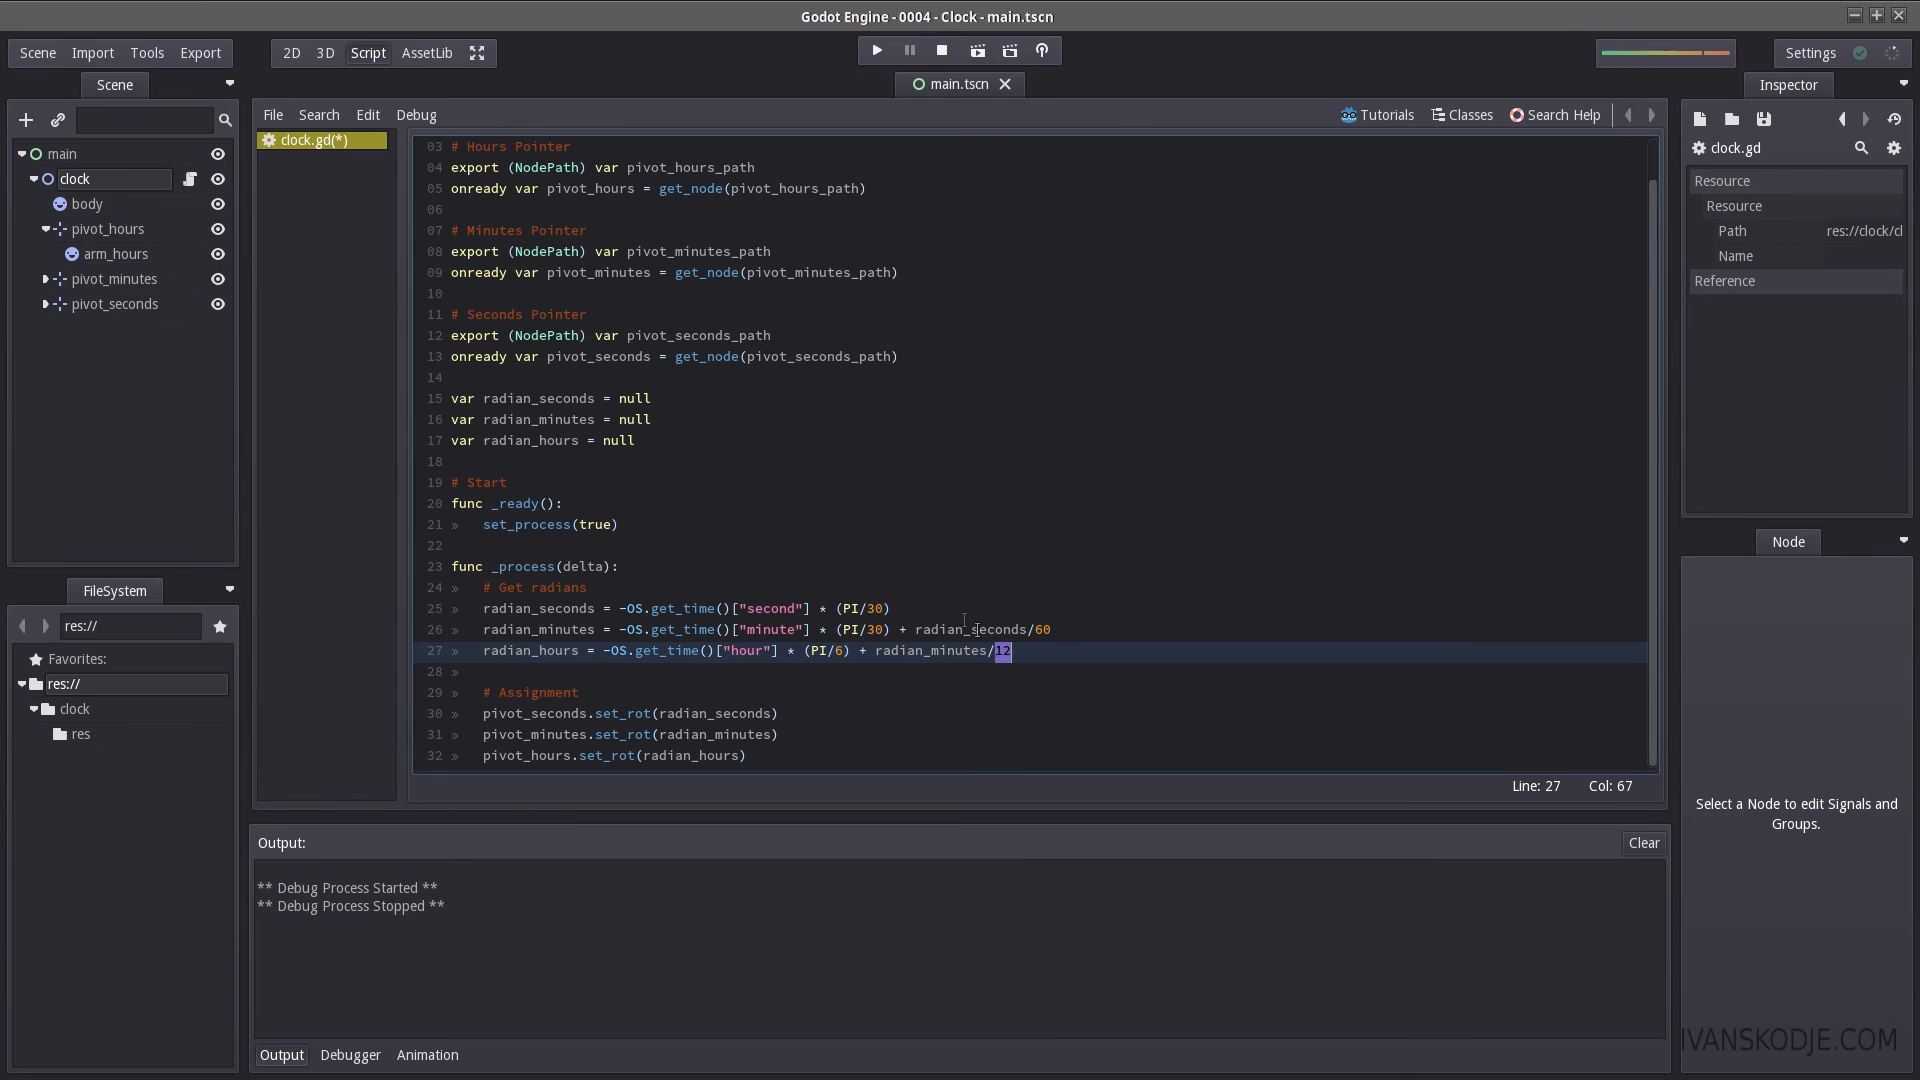 Godot Engine - 0004 - Clock - main.tscn
Scene Import Tools Export
2D 3D Script AssetLib
Settings
Scene
main.tscn
Inspector
File Search Edit Debug
Tutorials Classes Search Help
clock.gd(*)
main
clock
body
pivot_hours
arm_hours
pivot_minutes
pivot_seconds
03 # Hours Pointer
04 export (NodePath) var pivot_hours_path
05 onready var pivot_hours = get_node(pivot_hours_path)
06
07 # Minutes Pointer
08 export (NodePath) var pivot_minutes_path
09 onready var pivot_minutes = get_node(pivot_minutes_path)
10
11 # Seconds Pointer
12 export (NodePath) var pivot_seconds_path
13 onready var pivot_seconds = get_node(pivot_seconds_path)
14
15 var radian_seconds = null
16 var radian_minutes = null
17 var radian_hours = null
18
19 # Start
20 func _ready():
21 » set_process(true)
22
23 func _process(delta):
24 » # Get radians
25 » radian_seconds = -OS.get_time()["second"] * (PI/30)
26 » radian_minutes = -OS.get_time()["minute"] * (PI/30) + radian_seconds/60
27 » radian_hours = -OS.get_time()["hour"] * (PI/6) + radian_minutes/12
28 »
29 » # Assignment
30 » pivot_seconds.set_rot(radian_seconds)
31 » pivot_minutes.set_rot(radian_minutes)
32 » pivot_hours.set_rot(radian_hours)
Line: 27 Col: 67
clock.gd
Resource
Resource
Path res://clock/cl
Name
Reference
Node
Select a Node to edit Signals and
Groups.
FileSystem
res://
Favorites:
res://
clock
res
Output:
Clear
** Debug Process Started **
** Debug Process Stopped **
Output Debugger Animation
IVANSKODJE.COM